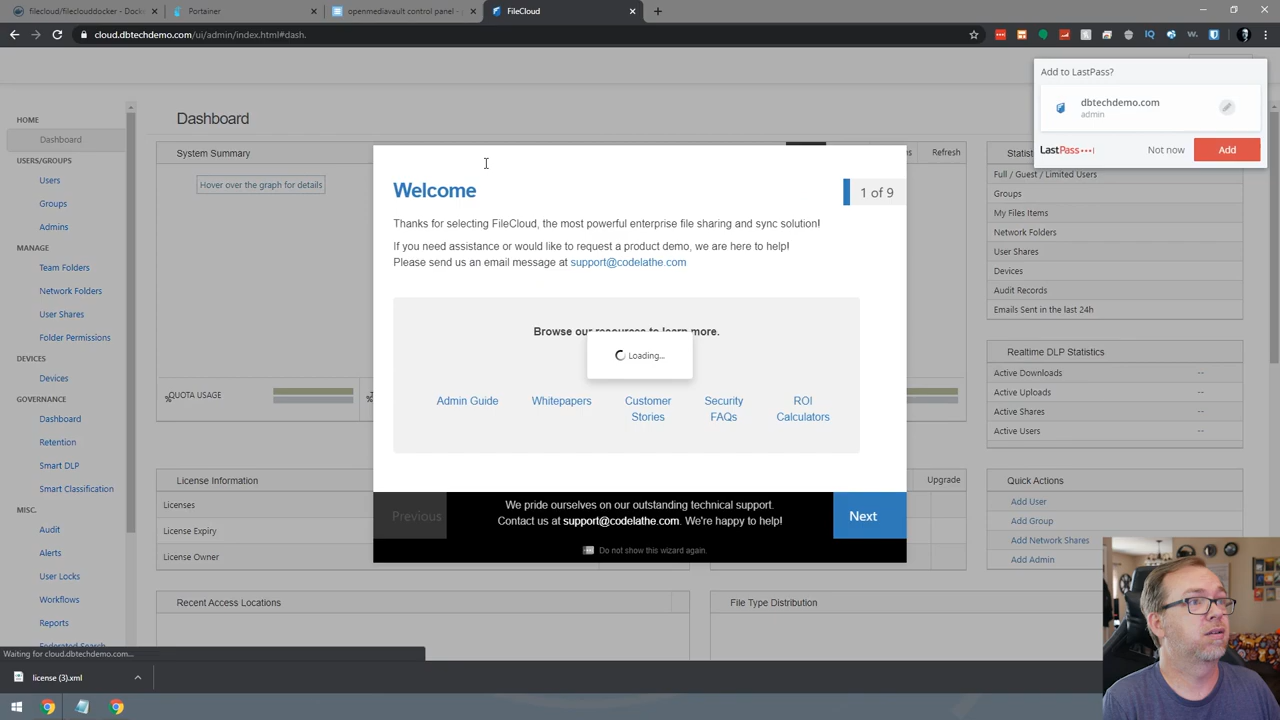 filecloud/fileclouddocker - Docke
Portainer
openmediavault control panel -
FileCloud
cloud.dbtechdemo.com/ui/admin/index.html#dash.
Add to LastPass?
dbtechdemo.com
admin
LastPass
Not now
Add
HOME
Dashboard
USERS/GROUPS
Users
Groups
Admins
MANAGE
Team Folders
Network Folders
User Shares
Folder Permissions
DEVICES
Devices
GOVERNANCE
Dashboard
Retention
Smart DLP
Smart Classification
MISC.
Audit
Alerts
User Locks
Workflows
Reports
Federated Search
Dashboard
System Summary
Refresh
Hover over the graph for details
QUOTA USAGE
%
Welcome
1 of 9
Thanks for selecting FileCloud, the most powerful enterprise file sharing and sync solution!
If you need assistance or would like to request a product demo, we are here to help!
Please send us an email message at support@codelathe.com
Browse our resources to learn more.
Loading...
Admin Guide
Whitepapers
Customer
Stories
Security
FAQs
ROI
Calculators
Previous
We pride ourselves on our outstanding technical support.
Contact us at support@codelathe.com. We're happy to help!
Next
Do not show this wizard again.
Full / Guest / Limited Users
Groups
My Files Items
Network Folders
User Shares
Devices
Audit Records
Emails Sent in the last 24h
Realtime DLP Statistics
Active Downloads --
Active Uploads --
Active Shares --
Active Users --
License Information
Upgrade
Licenses
License Expiry
License Owner
Quick Actions
Add User
Add Group
Add Network Shares
Add Admin
Recent Access Locations
File Type Distribution
Waiting for cloud.dbtechdemo.com...
license (3).xml